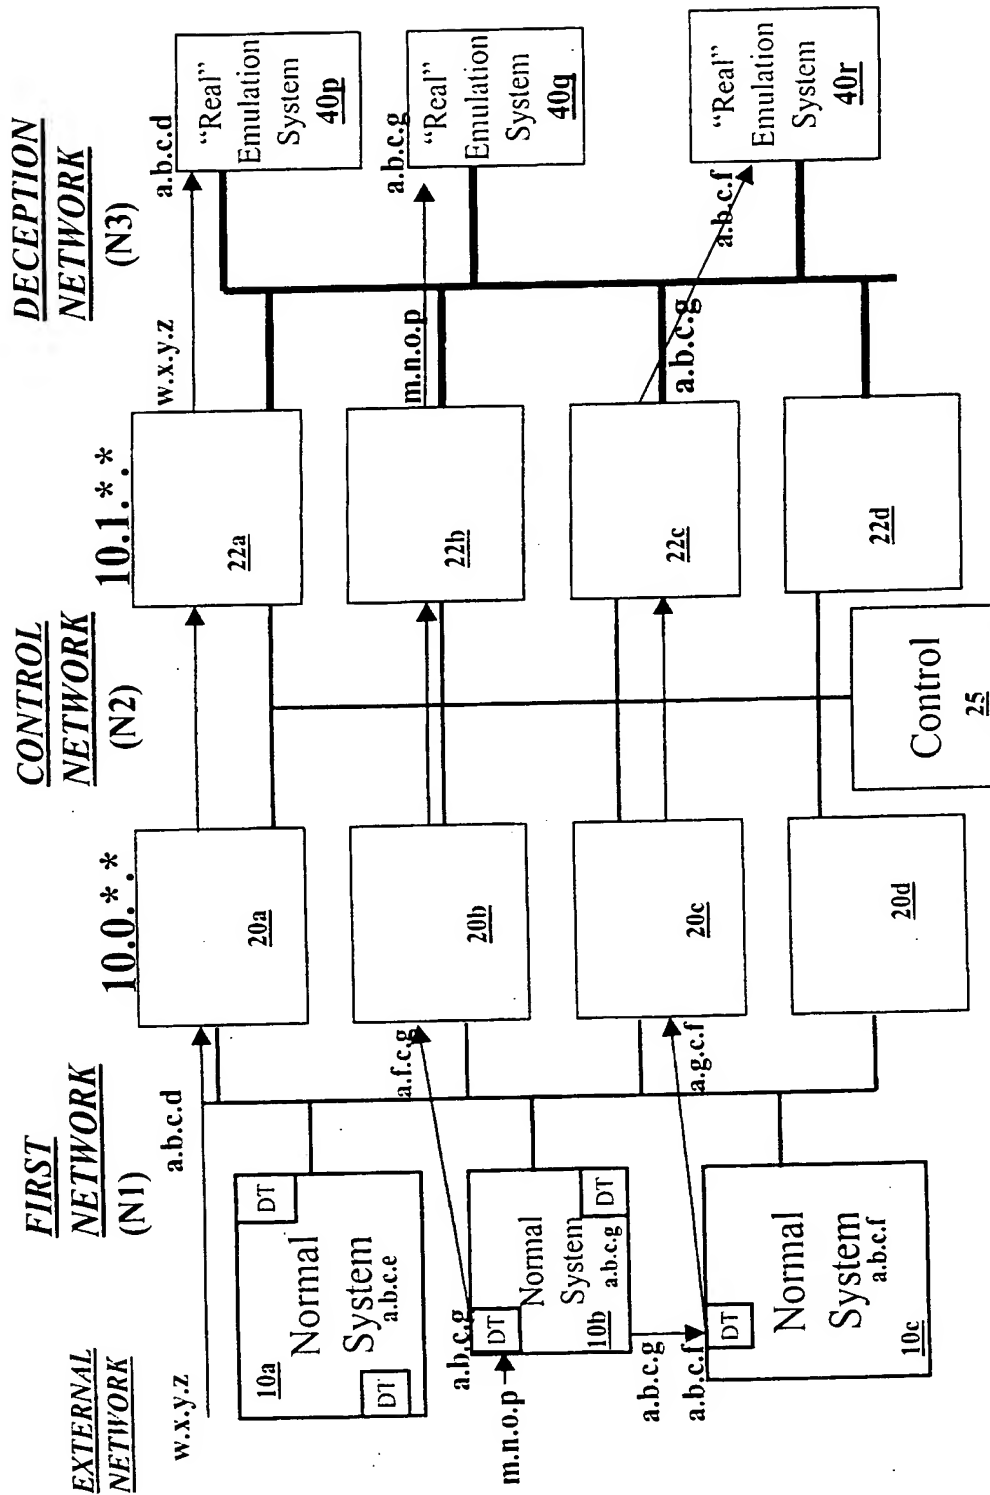 EXTERNAL
NETWORK
FIRST
NETWORK
(N1)
CONTROL
NETWORK
(N2)
DECEPTION
NETWORK
(N3)
10.0.*.*
10.1.*.*
w.x.y.z
a.b.c.d
w.x.y.z
a.b.c.d
10a
Normal
System
a.b.c.e
DT
DT
20a
22a
"Real"
Emulation
System
40p
a.b.c.g
m.n.o.p
DT
Normal
System
a.b.c.g
10b
DT
a.f.c.g
20b
22b
m.n.o.p
a.b.c.g
"Real"
Emulation
System
40q
a.b.c.g
a.b.c.f
DT
Normal
System
a.b.c.f
10c
a.g.c.f
20c
22c
a.b.c.g
a.b.c.f
"Real"
Emulation
System
40r
20d
22d
Control
25